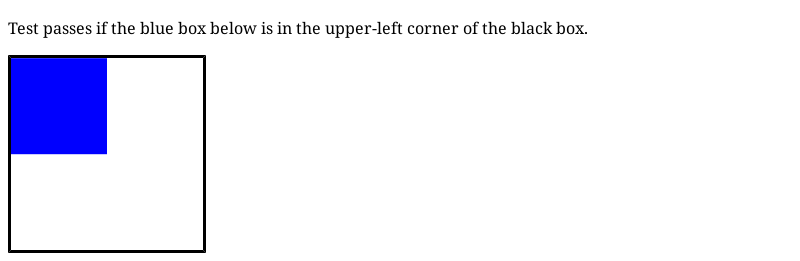 Test passes if the blue box below is in the upper-left corner of the black box.